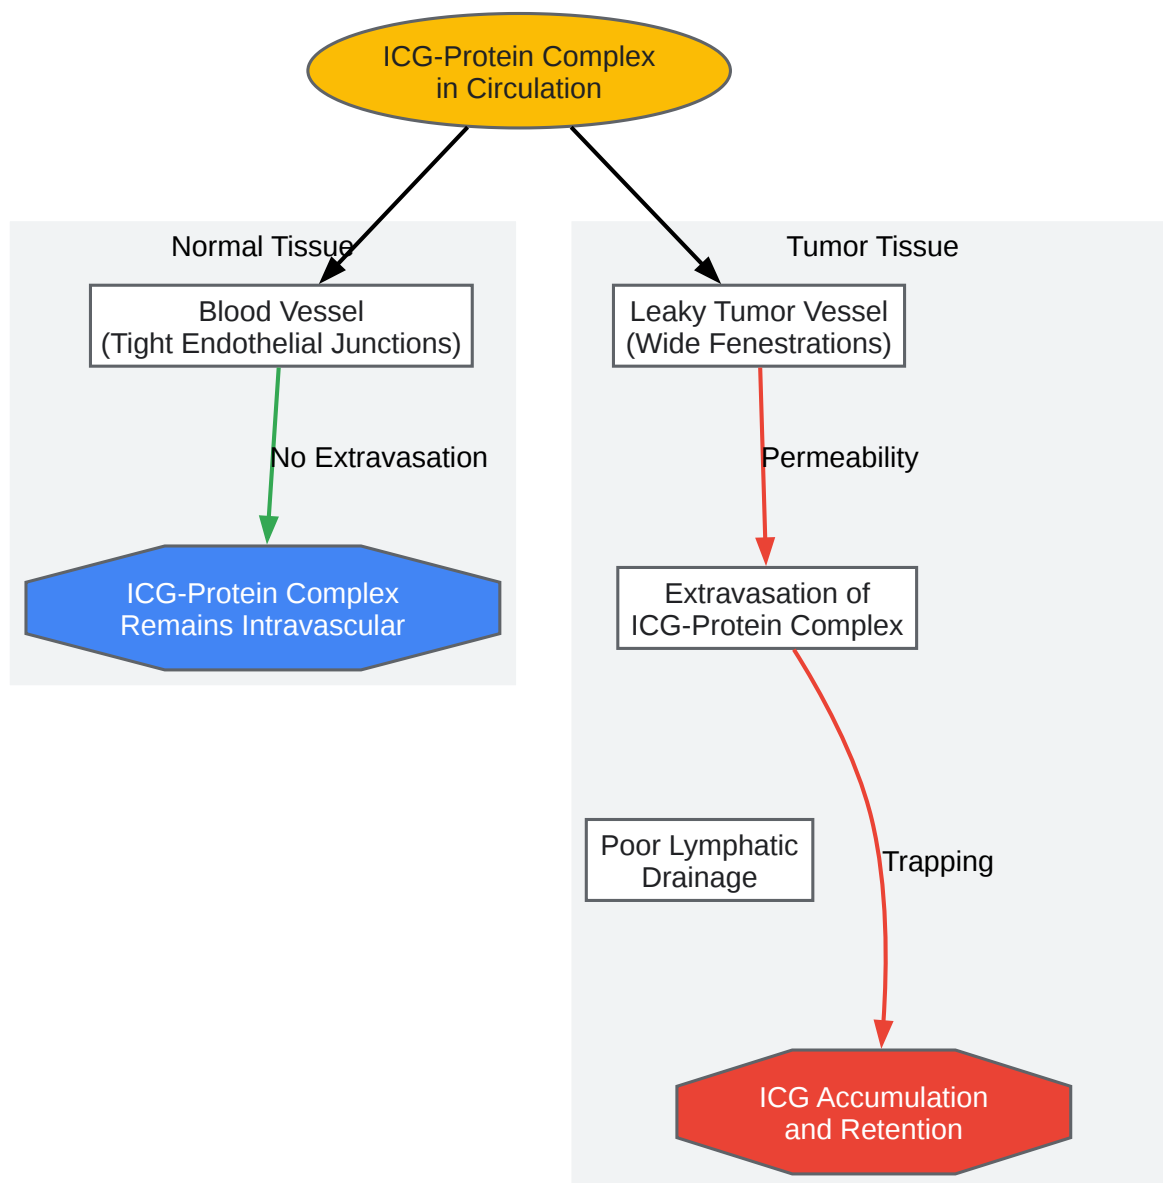 ICG-Protein Complex
in Circulation
Normal Tissue
Blood Vessel
(Tight Endothelial Junctions)
No Extravasation
ICG-Protein Complex
Remains Intravascular
Tumor Tissue
Leaky Tumor Vessel
(Wide Fenestrations)
Permeability
Extravasation of
ICG-Protein Complex
Poor Lymphatic
Drainage
Trapping
ICG Accumulation
and Retention